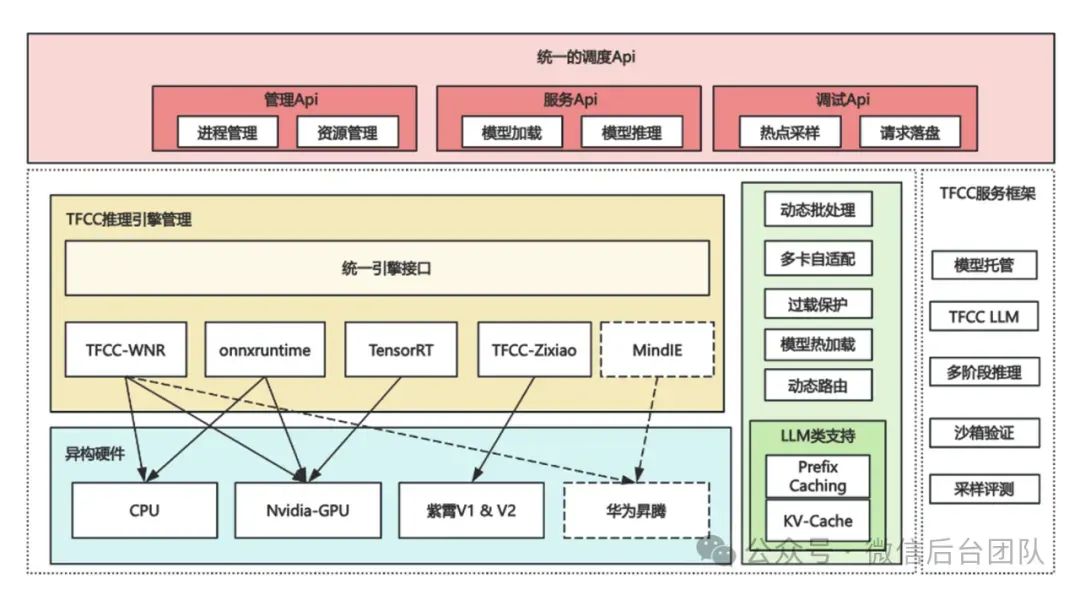 统一的调度Api
管理Api
进程管理
资源管理
服务Api
模型加载
模型推理
调试Api
热点采样
请求落盘
TFCC推理引擎管理
统一引擎接口
TFCC-WNR
onnxruntime
TensorRT
TFCC-Zixiao
MindIE
异构硬件
CPU
Nvidia-GPU
紫霄V1 & V2
华为昇腾
动态批处理
多卡自适配
过载保护
模型热加载
动态路由
LLM类支持
Prefix
Caching
KV-Cache
TFCC服务框架
模型托管
TFCC LLM
多阶段推理
沙箱验证
采样评测
公众号 · 微信后台团队